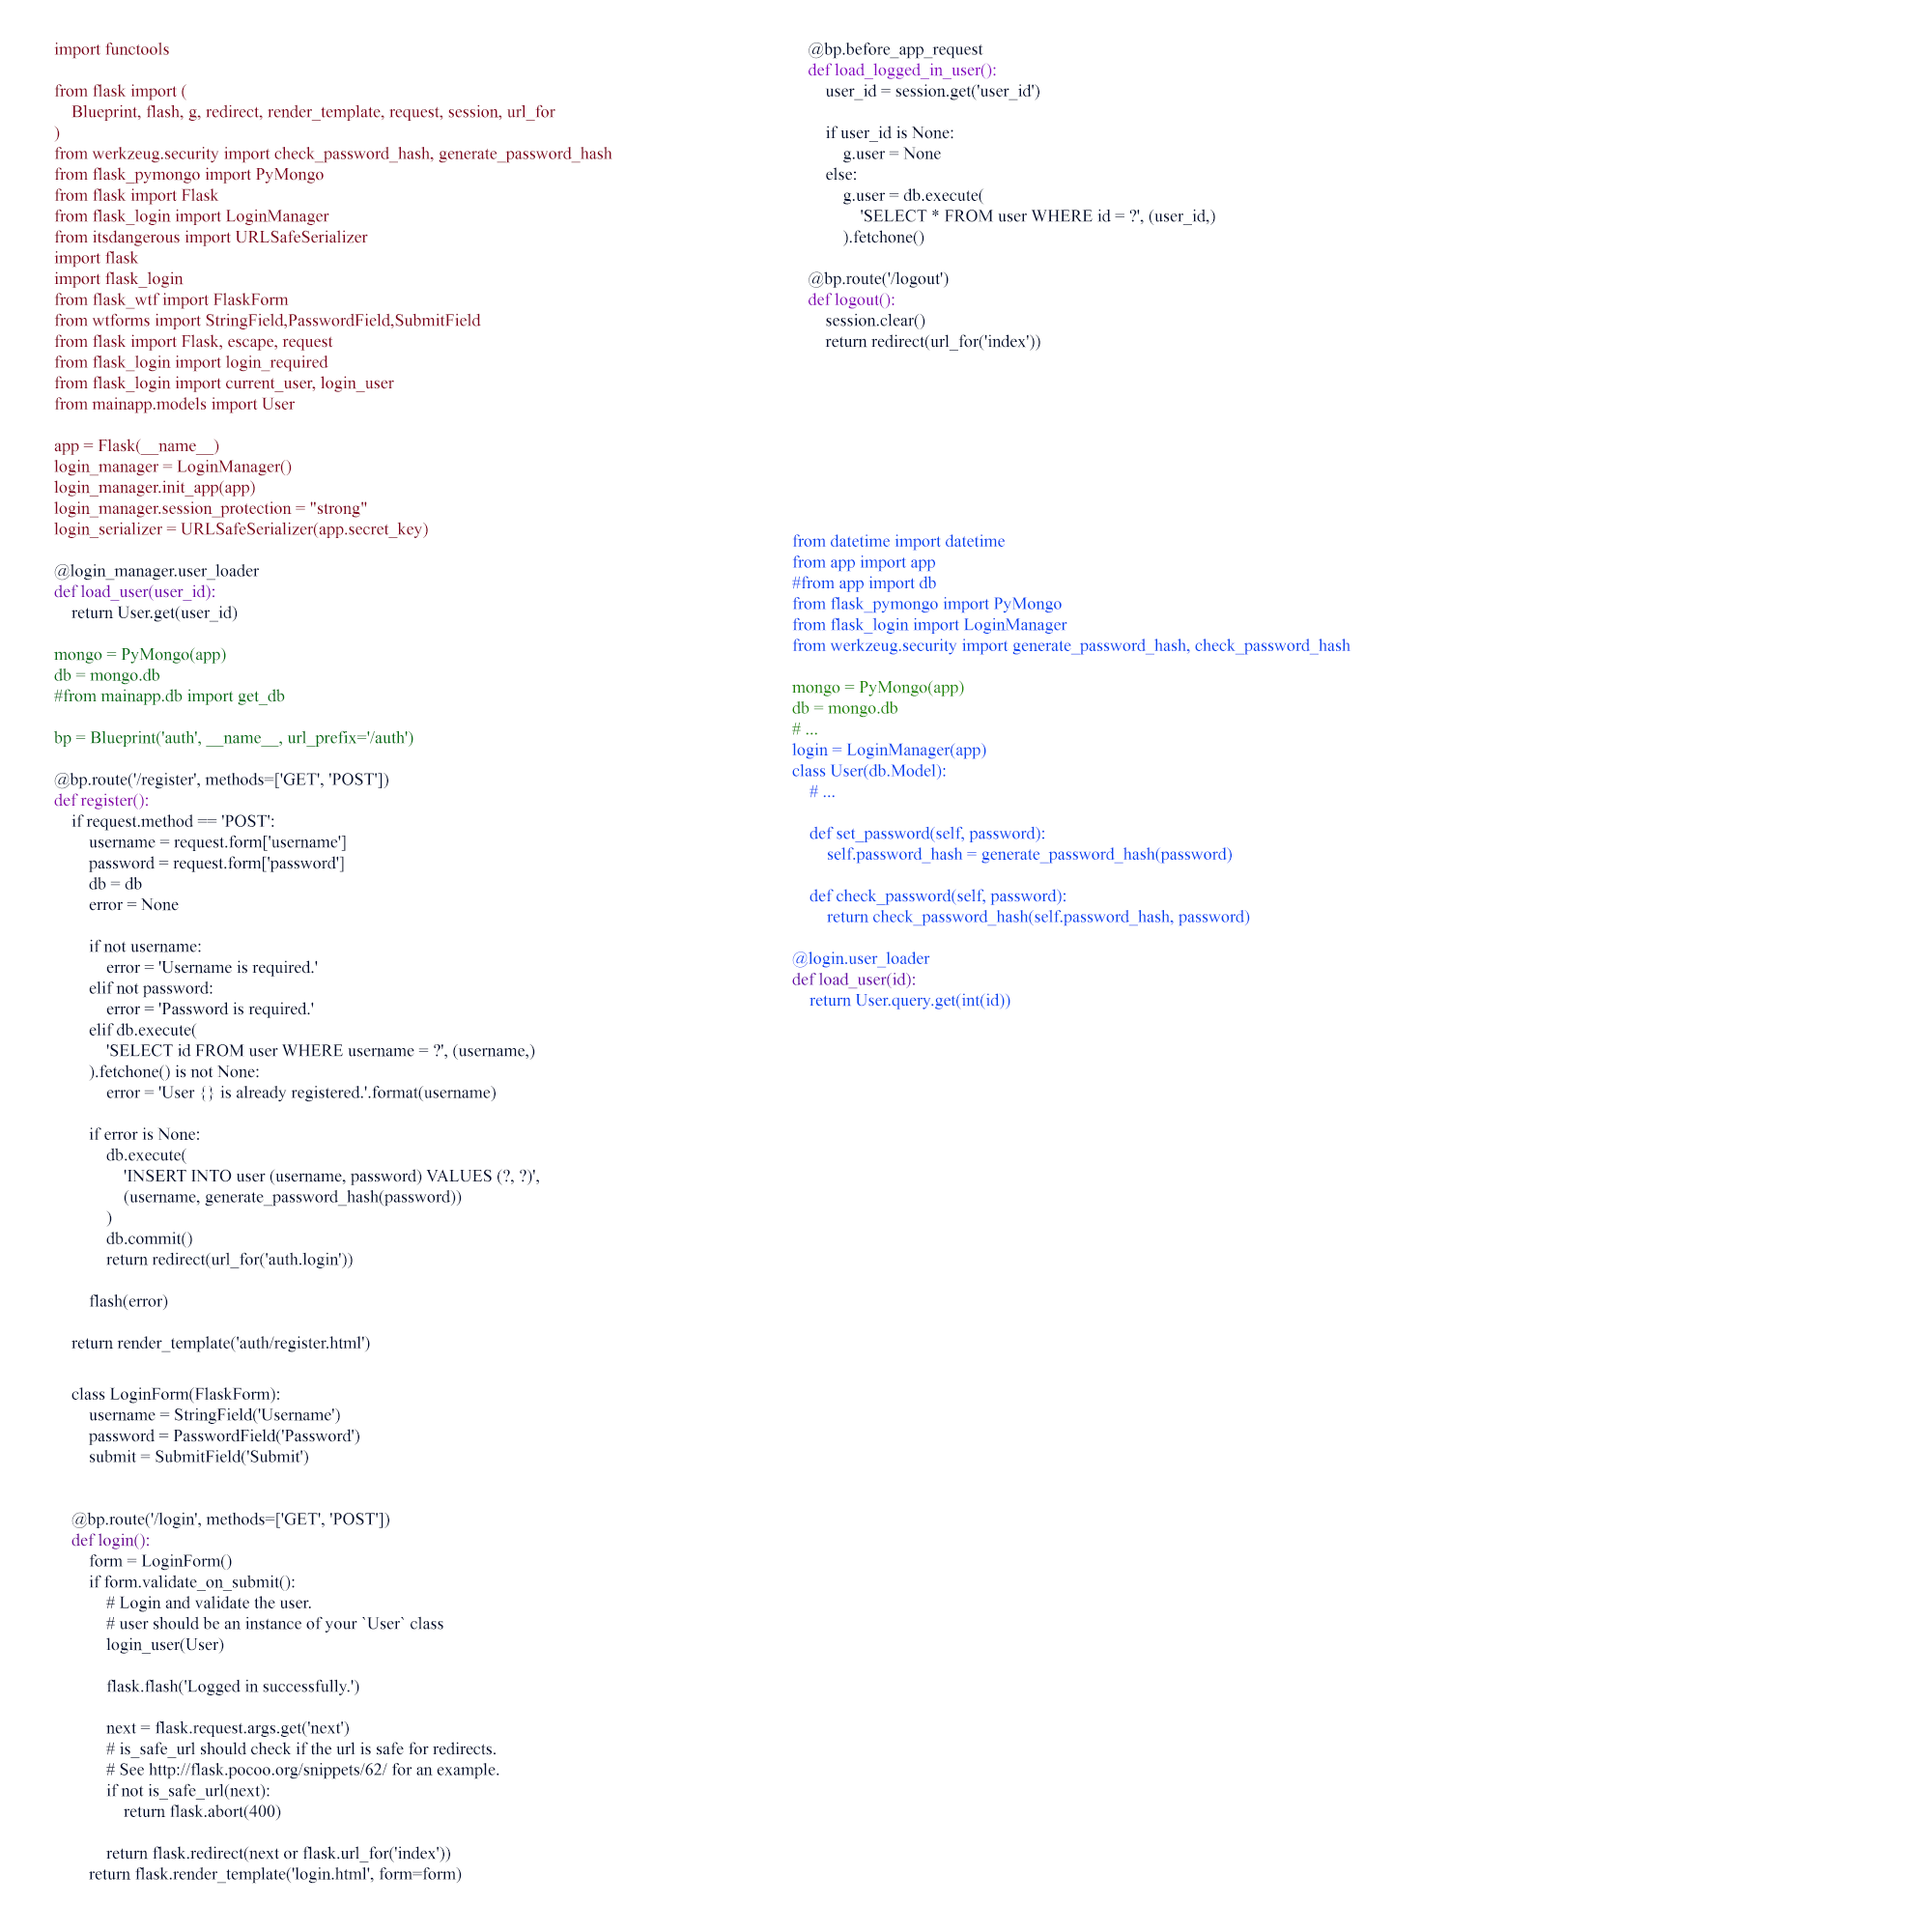 import functools

from flask import (
    Blueprint, flash, g, redirect, render_template, request, session, url_for
)
from werkzeug.security import check_password_hash, generate_password_hash
from flask_pymongo import PyMongo
from flask import Flask
from flask_login import LoginManager
from itsdangerous import URLSafeSerializer
import flask
import flask_login
from flask_wtf import FlaskForm
from wtforms import StringField,PasswordField,SubmitField
from flask import Flask, escape, request
from flask_login import login_required
from flask_login import current_user, login_user
from mainapp.models import User

app = Flask(__name__)
login_manager = LoginManager()
login_manager.init_app(app)
login_manager.session_protection = "strong"
login_serializer = URLSafeSerializer(app.secret_key)

@login_manager.user_loader
def load_user(user_id):
    return User.get(user_id)

mongo = PyMongo(app)
db = mongo.db
#from mainapp.db import get_db

bp = Blueprint('auth', __name__, url_prefix='/auth')

@bp.route('/register', methods=['GET', 'POST'])
def register():
    if request.method == 'POST':
        username = request.form['username']
        password = request.form['password']
        db = db
        error = None

        if not username:
            error = 'Username is required.'
        elif not password:
            error = 'Password is required.'
        elif db.execute(
            'SELECT id FROM user WHERE username = ?', (username,)
        ).fetchone() is not None:
            error = 'User {} is already registered.'.format(username)

        if error is None:
            db.execute(
                'INSERT INTO user (username, password) VALUES (?, ?)',
                (username, generate_password_hash(password))
            )
            db.commit()
            return redirect(url_for('auth.login'))

        flash(error)

    return render_template('auth/register.html')

    class LoginForm(FlaskForm):
        username = StringField('Username')
        password = PasswordField('Password')
        submit = SubmitField('Submit')

    @bp.route('/login', methods=['GET', 'POST'])
    def login():
        form = LoginForm()
        if form.validate_on_submit():
            # Login and validate the user.
            # user should be an instance of your `User` class
            login_user(User)

            flask.flash('Logged in successfully.')

            next = flask.request.args.get('next')
            # is_safe_url should check if the url is safe for redirects.
            # See http://flask.pocoo.org/snippets/62/ for an example.
            if not is_safe_url(next):
                return flask.abort(400)

            return flask.redirect(next or flask.url_for('index'))
        return flask.render_template('login.html', form=form)

    @bp.before_app_request
    def load_logged_in_user():
        user_id = session.get('user_id')

        if user_id is None:
            g.user = None
        else:
            g.user = db.execute(
                'SELECT * FROM user WHERE id = ?', (user_id,)
            ).fetchone()

    @bp.route('/logout')
    def logout():
        session.clear()
        return redirect(url_for('index'))

from datetime import datetime
from app import app
#from app import db
from flask_pymongo import PyMongo
from flask_login import LoginManager
from werkzeug.security import generate_password_hash, check_password_hash

mongo = PyMongo(app)
db = mongo.db
# ...
login = LoginManager(app)
class User(db.Model):
    # ...

    def set_password(self, password):
        self.password_hash = generate_password_hash(password)

    def check_password(self, password):
        return check_password_hash(self.password_hash, password)

@login.user_loader
def load_user(id):
    return User.query.get(int(id))